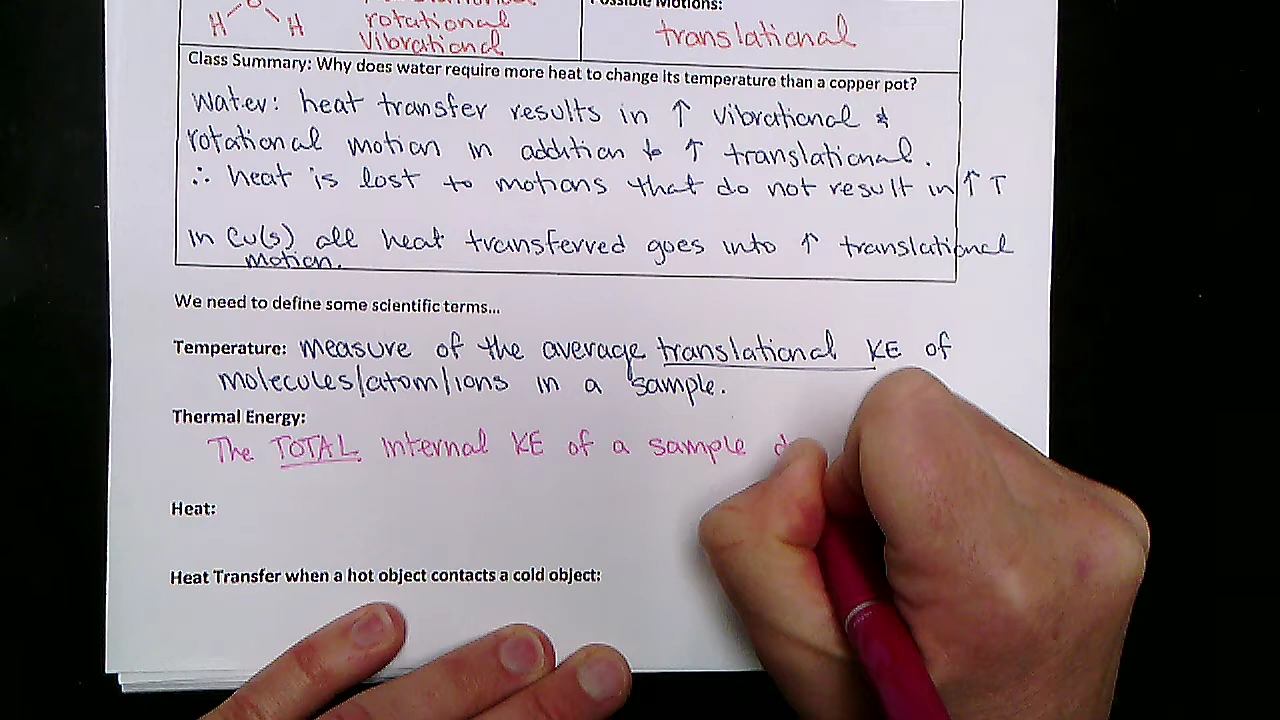 Possible Motions:
H O H
rotational
Vibrational
translational
Class Summary: Why does water require more heat to change its temperature than a copper pot?
Water: heat transfer results in ↑ vibrational &
rotational motion in addition to ↑ translational.
∴ heat is lost to motions that do not result in ↑ T
In Cu(s) all heat transferred goes into ↑ translational
motion.
We need to define some scientific terms...
Temperature: measure of the average translational KE of
molecules/atom/ions in a sample.
Thermal Energy:
The TOTAL internal KE of a sample d
Heat:
Heat Transfer when a hot object contacts a cold object: